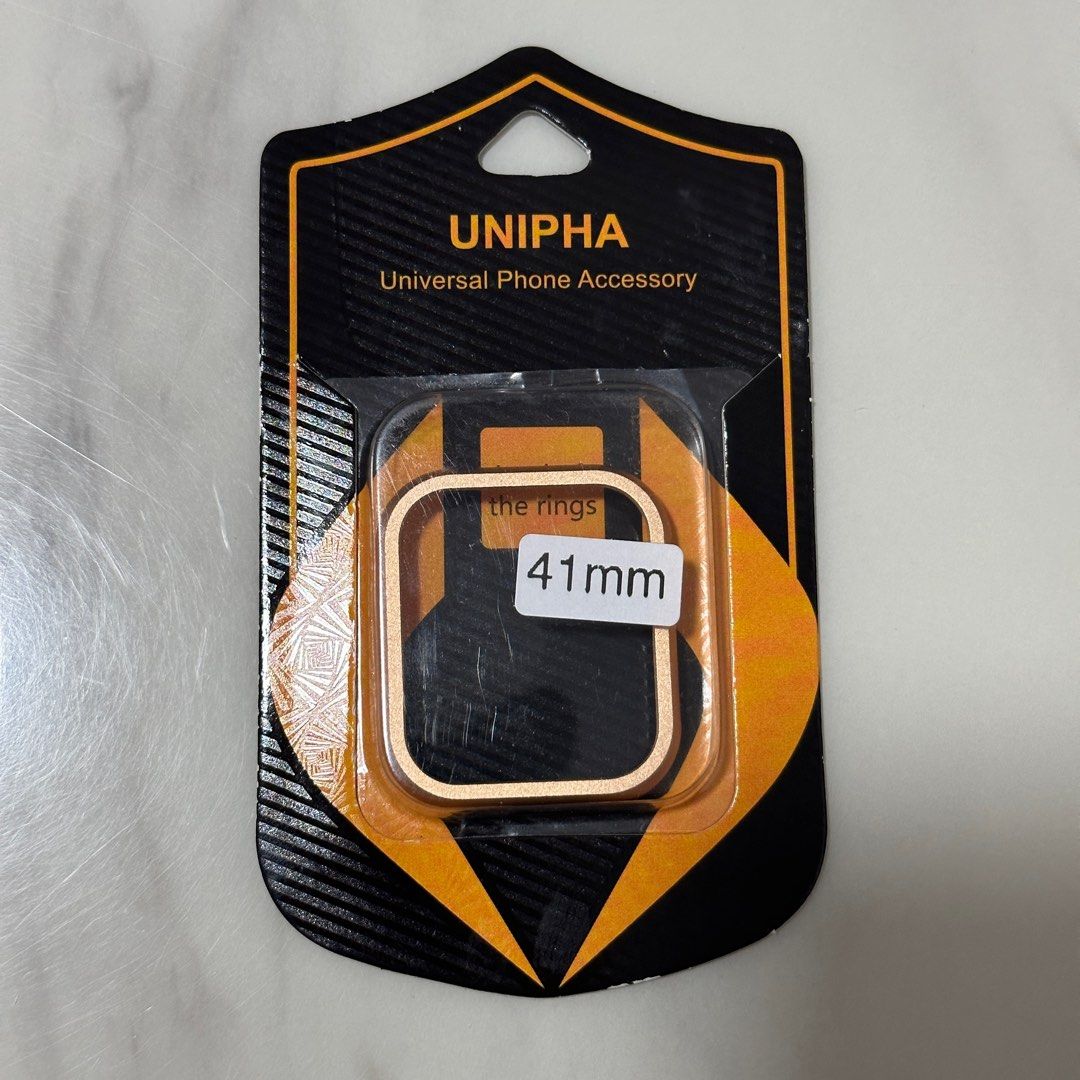 UNIPHA
Universal Phone Accessory
the rings
41mm